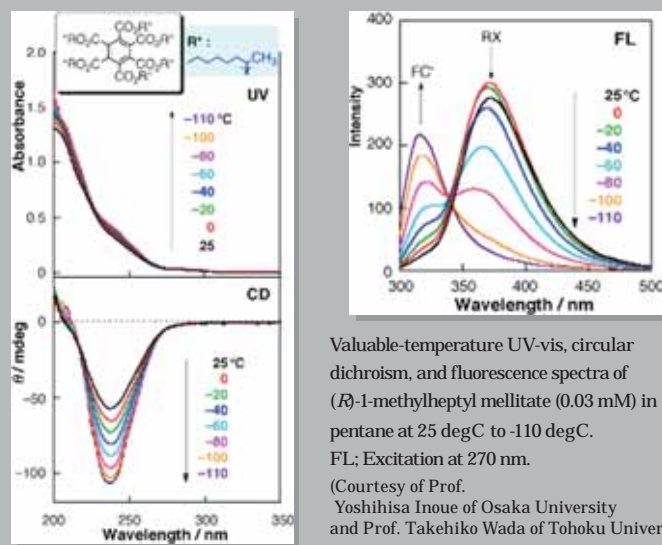 CO₂R*
*RO₂C CO₂R*
*RO₂C CO₂R*
CO₂R*
R* :
CH₃
UV
Absorbance
2.0
1.5
1.0
0.5
0
−110 °C
−100
−80
−60
−40
−20
0
25
CD
θ / mdeg
0
−50
−100
25 °C
0
−20
−40
−60
−80
−100
−110
200 250 300 350
Wavelength / nm
FL
RX
FC*
Intensity
400
300
200
100
0
25°C
0
−20
−40
−60
−80
−100
−110
300 350 400 450 500
Wavelength / nm
Valuable-temperature UV-vis, circular
dichroism, and fluorescence spectra of
(R)-1-methylheptyl mellitate (0.03 mM) in
pentane at 25 degC to -110 degC.
FL; Excitation at 270 nm.
(Courtesy of Prof.
Yoshihisa Inoue of Osaka University
and Prof. Takehiko Wada of Tohoku Univer